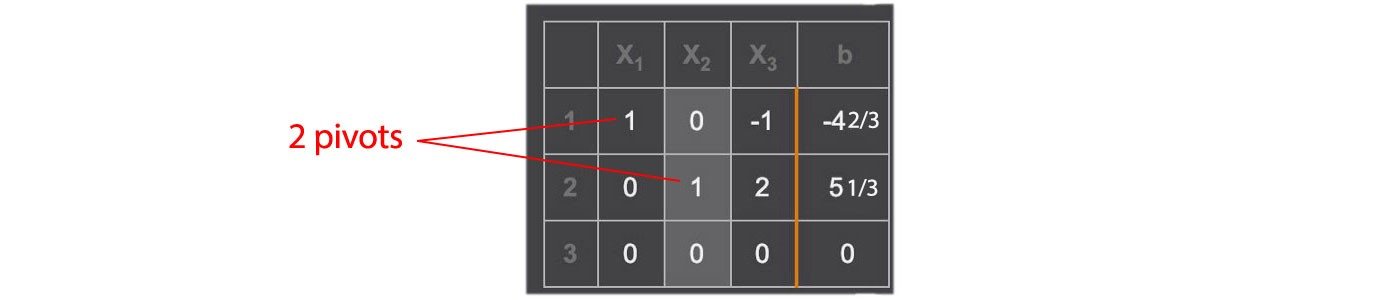 X₁ X₂ X₃ b
2 pivots
1 1 0 -1 -4 2/3
2 0 1 2 5 1/3
3 0 0 0 0